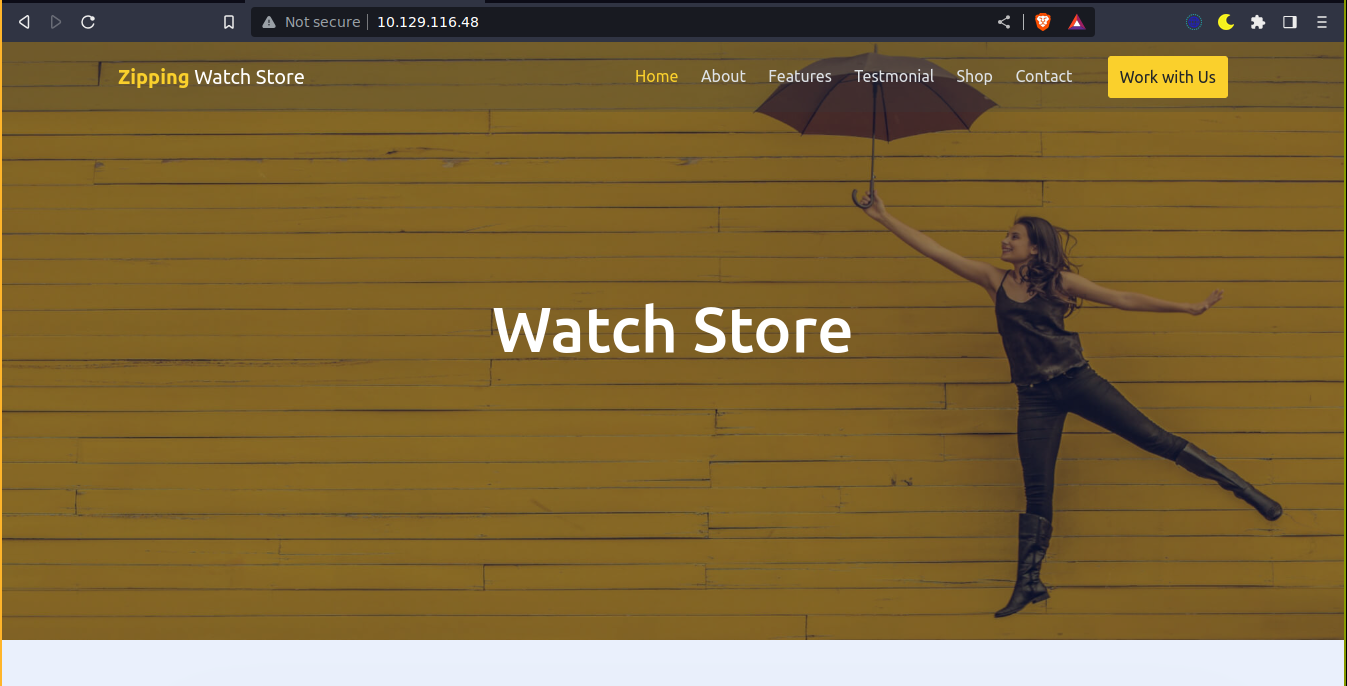 Not secure 10.129.116.48
Zipping Watch Store Home About Features Testmonial Shop Contact Work with Us
Watch Store